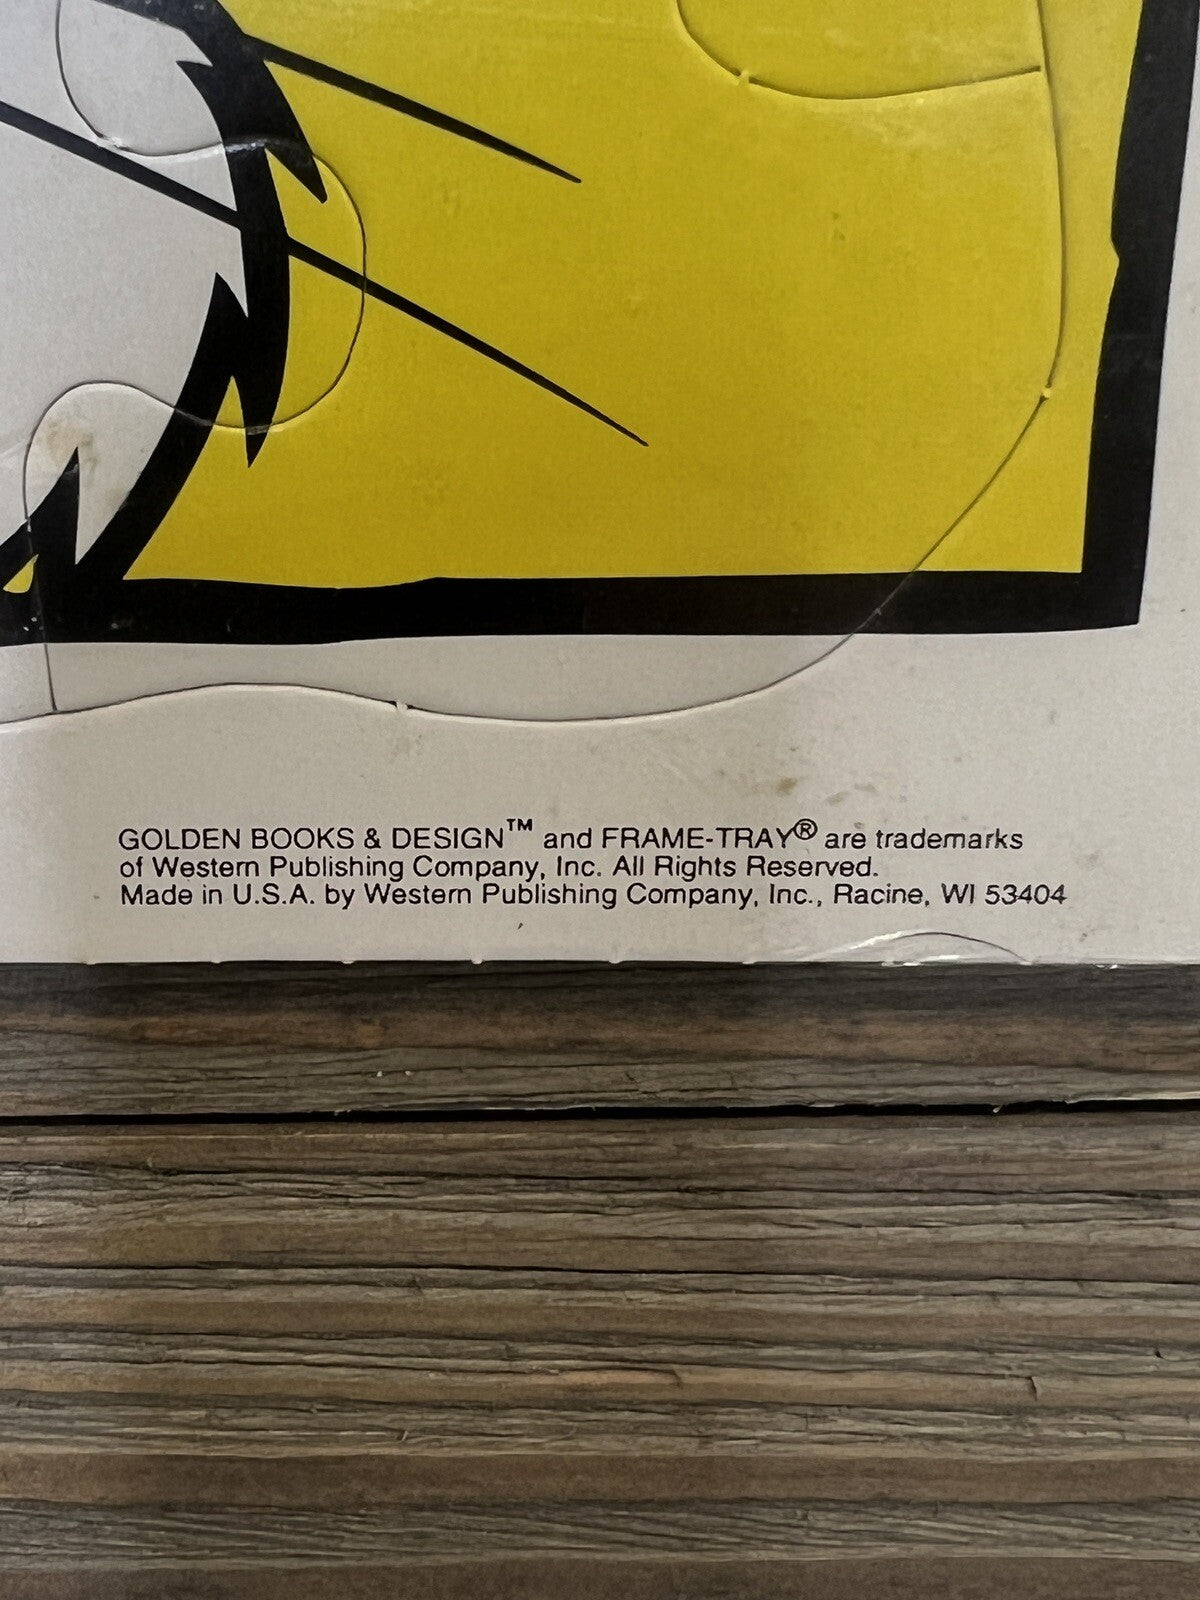 GOLDEN BOOKS & DESIGN™ and FRAME-TRAY® are trademarks
of Western Publishing Company, Inc. All Rights Reserved.
Made in U.S.A. by Western Publishing Company, Inc., Racine, WI 53404